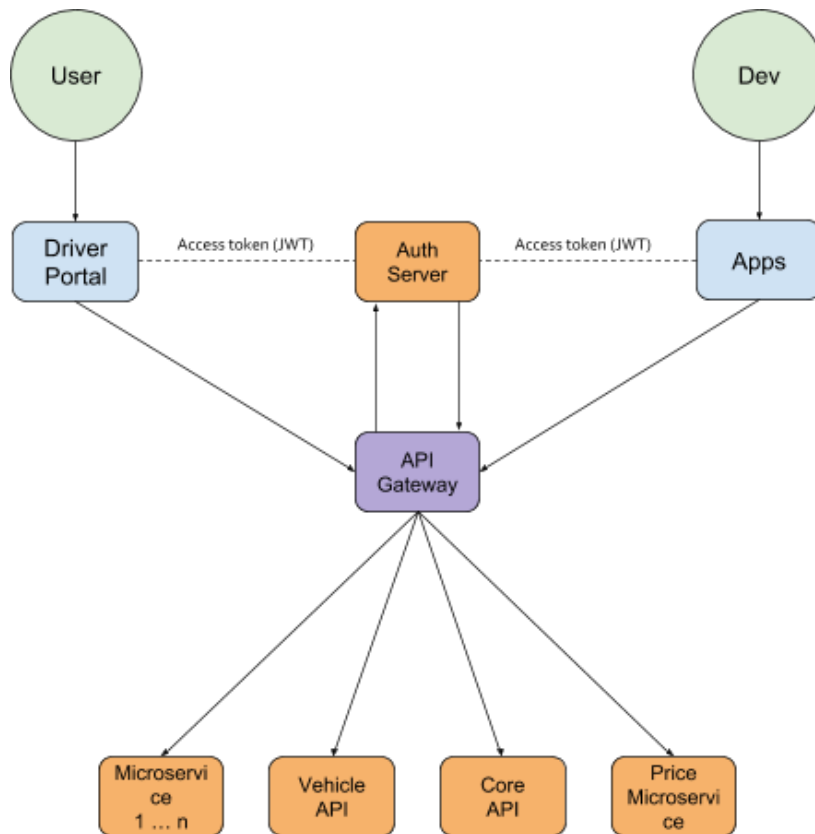 User
Dev
Driver
Portal
Access token (JWT)
Auth
Server
Access token (JWT)
Apps
API
Gateway
Microservi
ce
1 … n
Vehicle
API
Core
API
Price
Microservi
ce